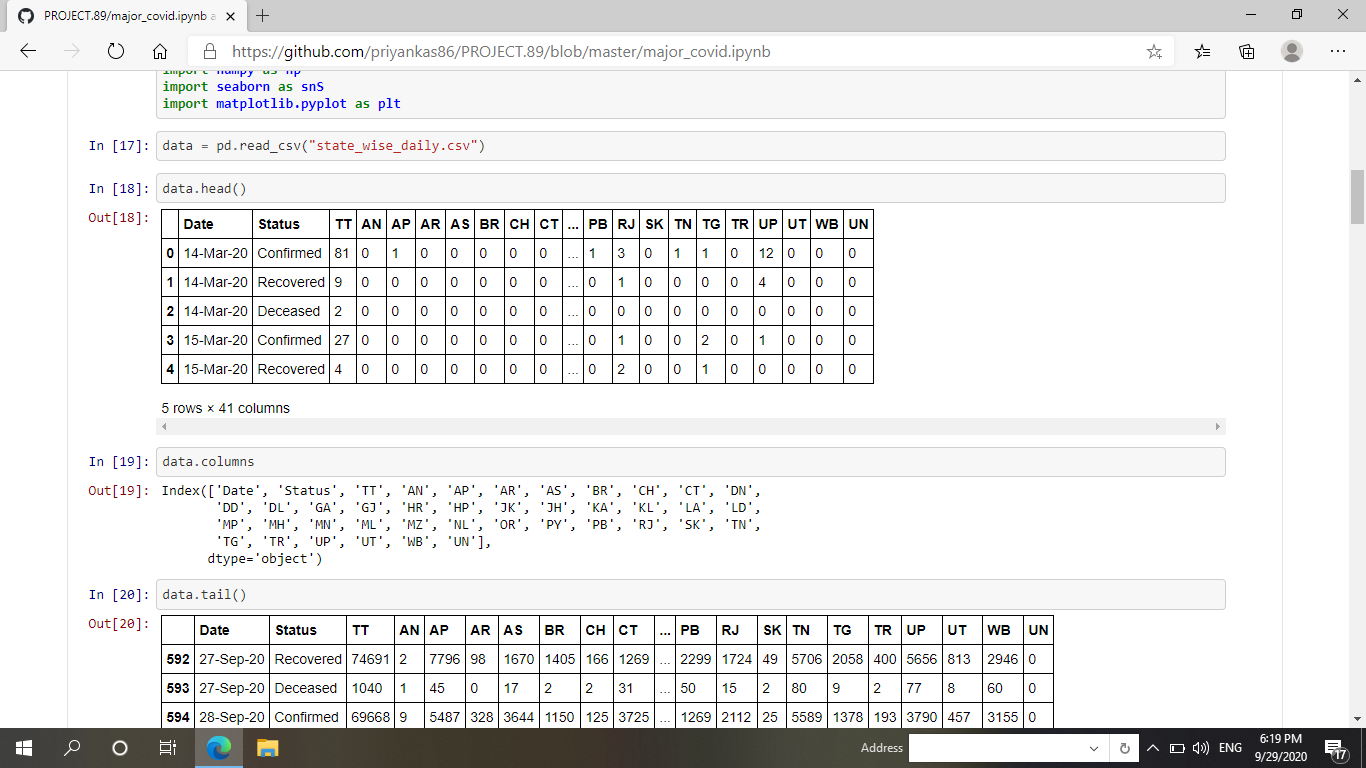 PROJECT.89/major_covid.ipynb a
https://github.com/priyankas86/PROJECT.89/blob/master/major_covid.ipynb
import numpy as np
import seaborn as snS
import matplotlib.pyplot as plt
In [17]: data = pd.read_csv("state_wise_daily.csv")
In [18]: data.head()
Out[18]:
Date Status TT AN AP AR AS BR CH CT ... PB RJ SK TN TG TR UP UT WB UN
0 14-Mar-20 Confirmed 81 0 1 0 0 0 0 0 ... 1 3 0 1 1 0 12 0 0 0
1 14-Mar-20 Recovered 9 0 0 0 0 0 0 0 ... 0 1 0 0 0 0 4 0 0 0
2 14-Mar-20 Deceased 2 0 0 0 0 0 0 0 ... 0 0 0 0 0 0 0 0 0 0
3 15-Mar-20 Confirmed 27 0 0 0 0 0 0 0 ... 0 1 0 0 2 0 1 0 0 0
4 15-Mar-20 Recovered 4 0 0 0 0 0 0 0 ... 0 2 0 0 1 0 0 0 0 0
5 rows × 41 columns
In [19]: data.columns
Out[19]: Index(['Date', 'Status', 'TT', 'AN', 'AP', 'AR', 'AS', 'BR', 'CH', 'CT', 'DN',
'DD', 'DL', 'GA', 'GJ', 'HR', 'HP', 'JK', 'JH', 'KA', 'KL', 'LA', 'LD',
'MP', 'MH', 'MN', 'ML', 'MZ', 'NL', 'OR', 'PY', 'PB', 'RJ', 'SK', 'TN',
'TG', 'TR', 'UP', 'UT', 'WB', 'UN'],
dtype='object')
In [20]: data.tail()
Out[20]:
Date Status TT AN AP AR AS BR CH CT ... PB RJ SK TN TG TR UP UT WB UN
592 27-Sep-20 Recovered 74691 2 7796 98 1670 1405 166 1269 ... 2299 1724 49 5706 2058 400 5656 813 2946 0
593 27-Sep-20 Deceased 1040 1 45 0 17 2 2 31 ... 50 15 2 80 9 2 77 8 60 0
594 28-Sep-20 Confirmed 69668 9 5487 328 3644 1150 125 3725 ... 1269 2112 25 5589 1378 193 3790 457 3155 0
Address
ENG
6:19 PM
9/29/2020
17